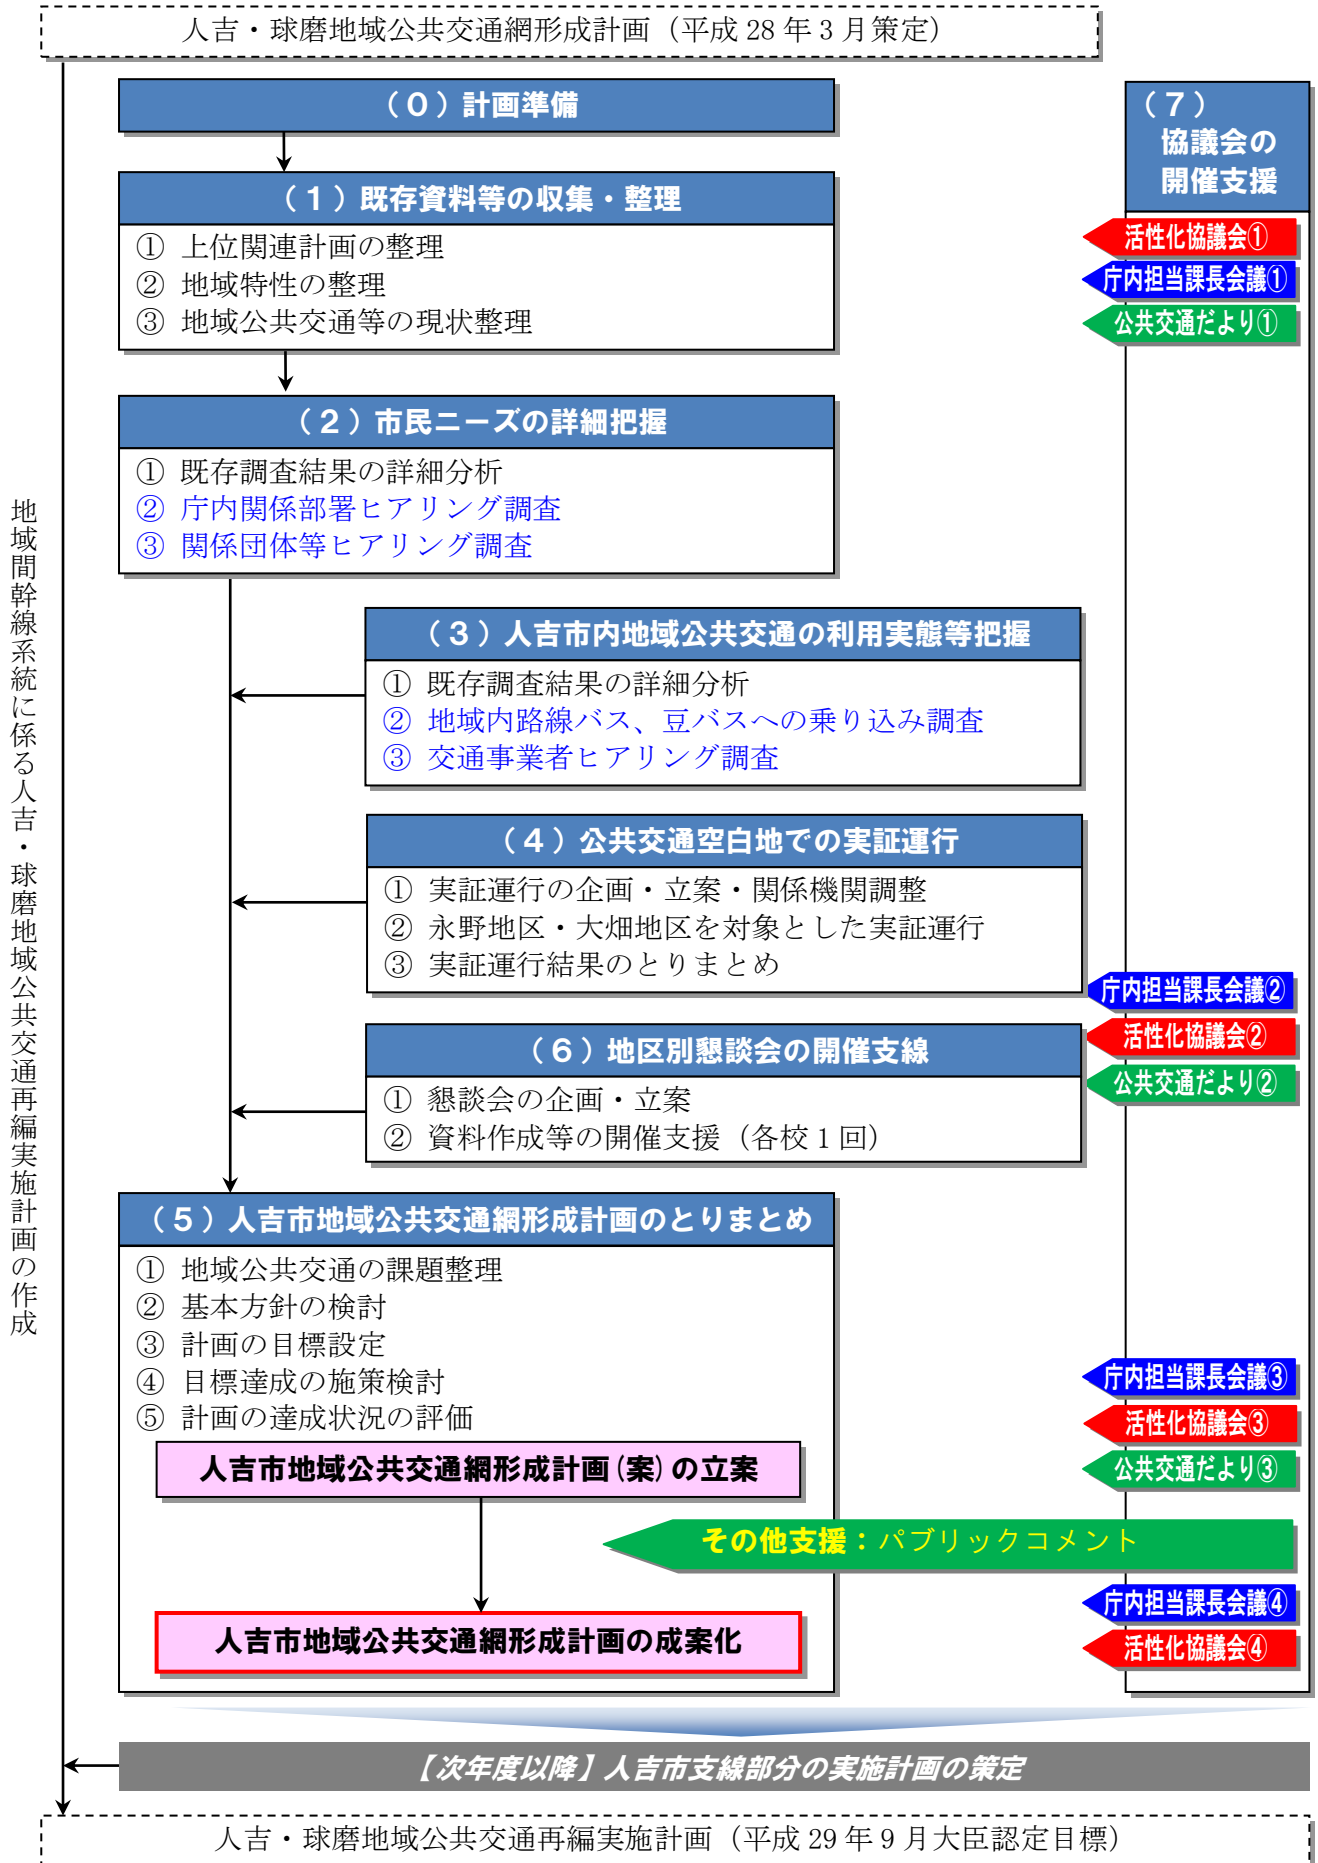 人吉・球磨地域公共交通網形成計画（平成 28 年 3 月策定）
（０）計画準備
（１）既存資料等の収集・整理
① 上位関連計画の整理
② 地域特性の整理
③ 地域公共交通等の現状整理
（２）市民ニーズの詳細把握
① 既存調査結果の詳細分析
② 庁内関係部署ヒアリング調査
③ 関係団体等ヒアリング調査
（３）人吉市内地域公共交通の利用実態等把握
① 既存調査結果の詳細分析
② 地域内路線バス、豆バスへの乗り込み調査
③ 交通事業者ヒアリング調査
（４）公共交通空白地での実証運行
① 実証運行の企画・立案・関係機関調整
② 永野地区・大畑地区を対象とした実証運行
③ 実証運行結果のとりまとめ
（６）地区別懇談会の開催支線
① 懇談会の企画・立案
② 資料作成等の開催支援（各校 1 回）
（５）人吉市地域公共交通網形成計画のとりまとめ
① 地域公共交通の課題整理
② 基本方針の検討
③ 計画の目標設定
④ 目標達成の施策検討
⑤ 計画の達成状況の評価
人吉市地域公共交通網形成計画(案)の立案
その他支援：パブリックコメント
人吉市地域公共交通網形成計画の成案化
（７）
協議会の
開催支援
活性化協議会①
庁内担当課長会議①
公共交通だより①
庁内担当課長会議②
活性化協議会②
公共交通だより②
庁内担当課長会議③
活性化協議会③
公共交通だより③
庁内担当課長会議④
活性化協議会④
地域間幹線系統に係る人吉・球磨地域公共交通再編実施計画の作成
【次年度以降】人吉市支線部分の実施計画の策定
人吉・球磨地域公共交通再編実施計画（平成 29 年 9 月大臣認定目標）